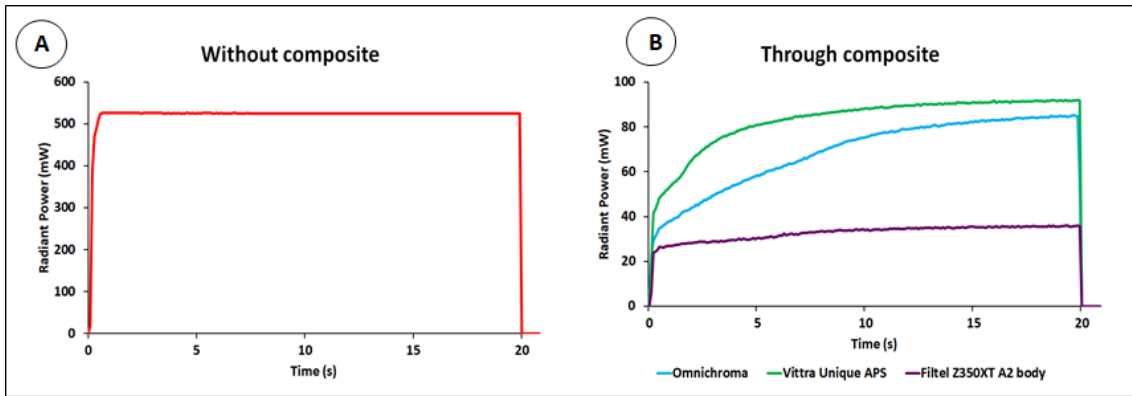 A
Without composite
600
500
400
300
200
100
0
Radiant Power (mW)
0 5 10 15 20
Time (s)
B
Through composite
100
80
60
40
20
0
Radiant Power (mW)
0 5 10 15 20
Time (s)
Omnichroma Vittra Unique APS Filtel Z350XT A2 body